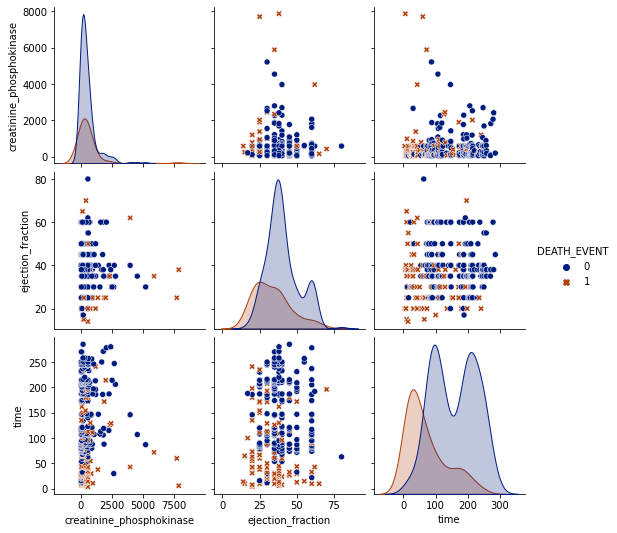 8000
6000
4000
2000
0
creatinine_phosphokinase
80
60
40
20
ejection_fraction
DEATH_EVENT
0
1
250
200
150
100
50
0
time
0 2500 5000 7500
0 25 50 75
0 100 200 300
creatinine_phosphokinase
ejection_fraction
time